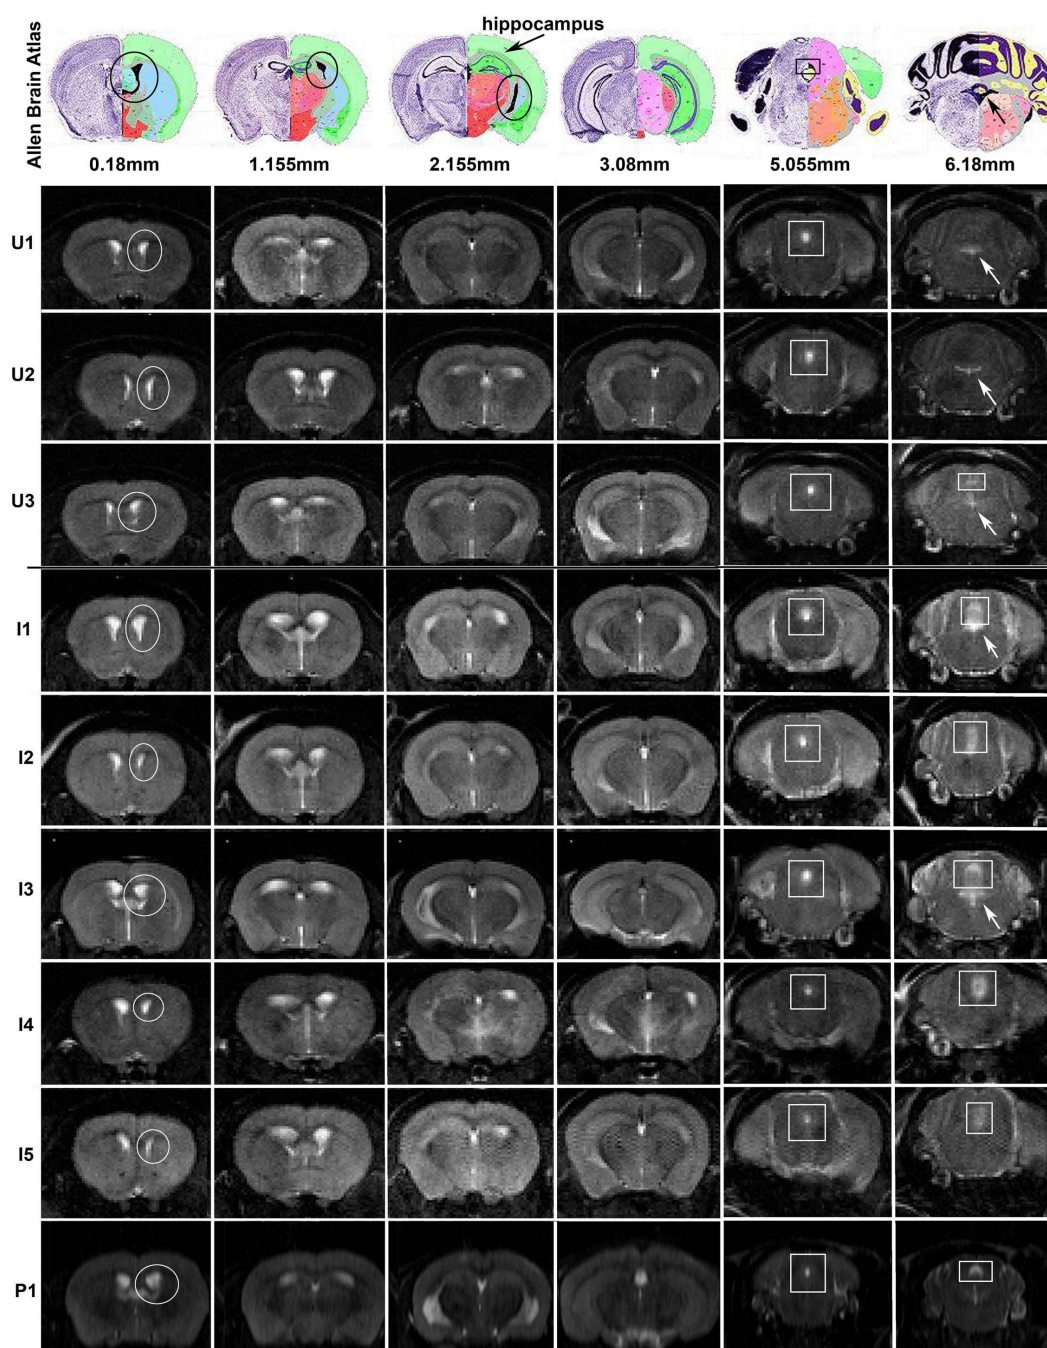 hippocampus
Allen Brain Atlas
0.18mm
1.155mm
2.155mm
3.08mm
5.055mm
6.18mm
U1
U2
U3
I1
I2
I3
I4
I5
P1